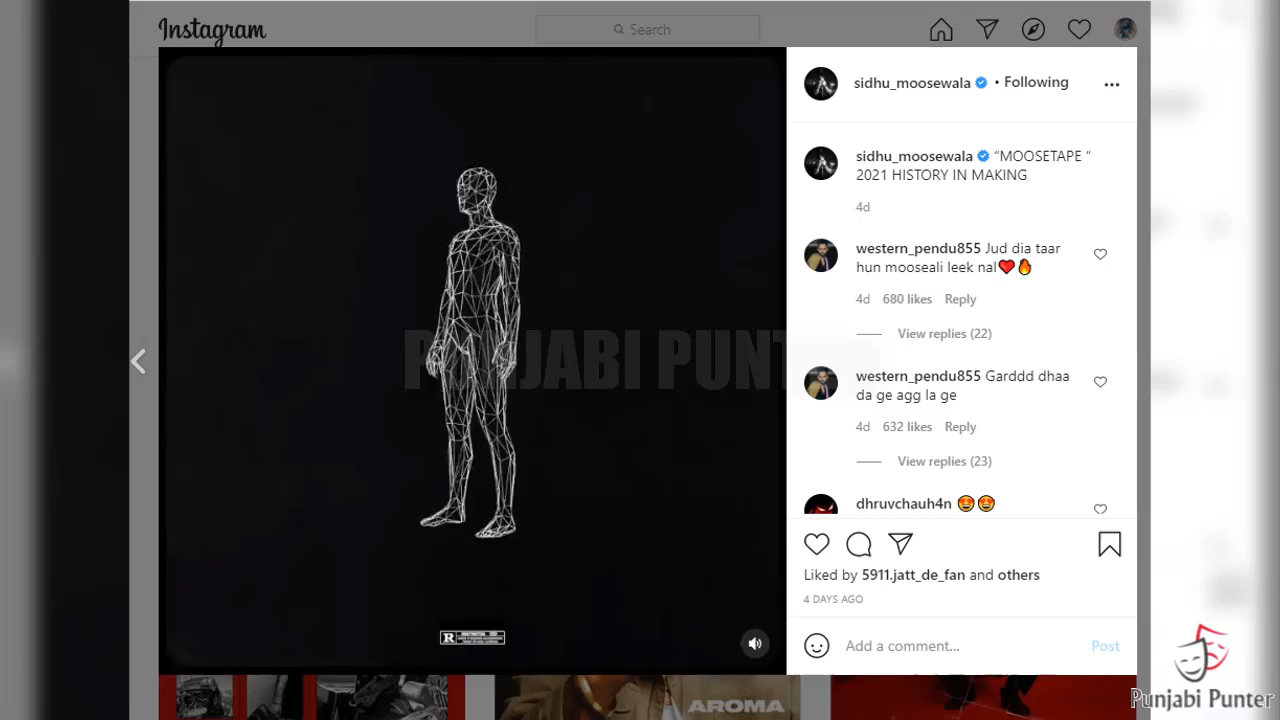 Instagram
Search
sidhu_moosewala • Following
sidhu_moosewala “MOOSETAPE “
2021 HISTORY IN MAKING
4d
western_pendu855 Jud dia taar
hun mooseali leek nal❤️🔥
4d 680 likes Reply
View replies (22)
PUNJABI PUNT
western_pendu855 Garddd dhaa
da ge agg la ge
4d 632 likes Reply
View replies (23)
dhruvchauh4n 😍😍
Liked by 5911.jatt_de_fan and others
4 DAYS AGO
R
Add a comment... Post
AROMA
Punjabi Punter